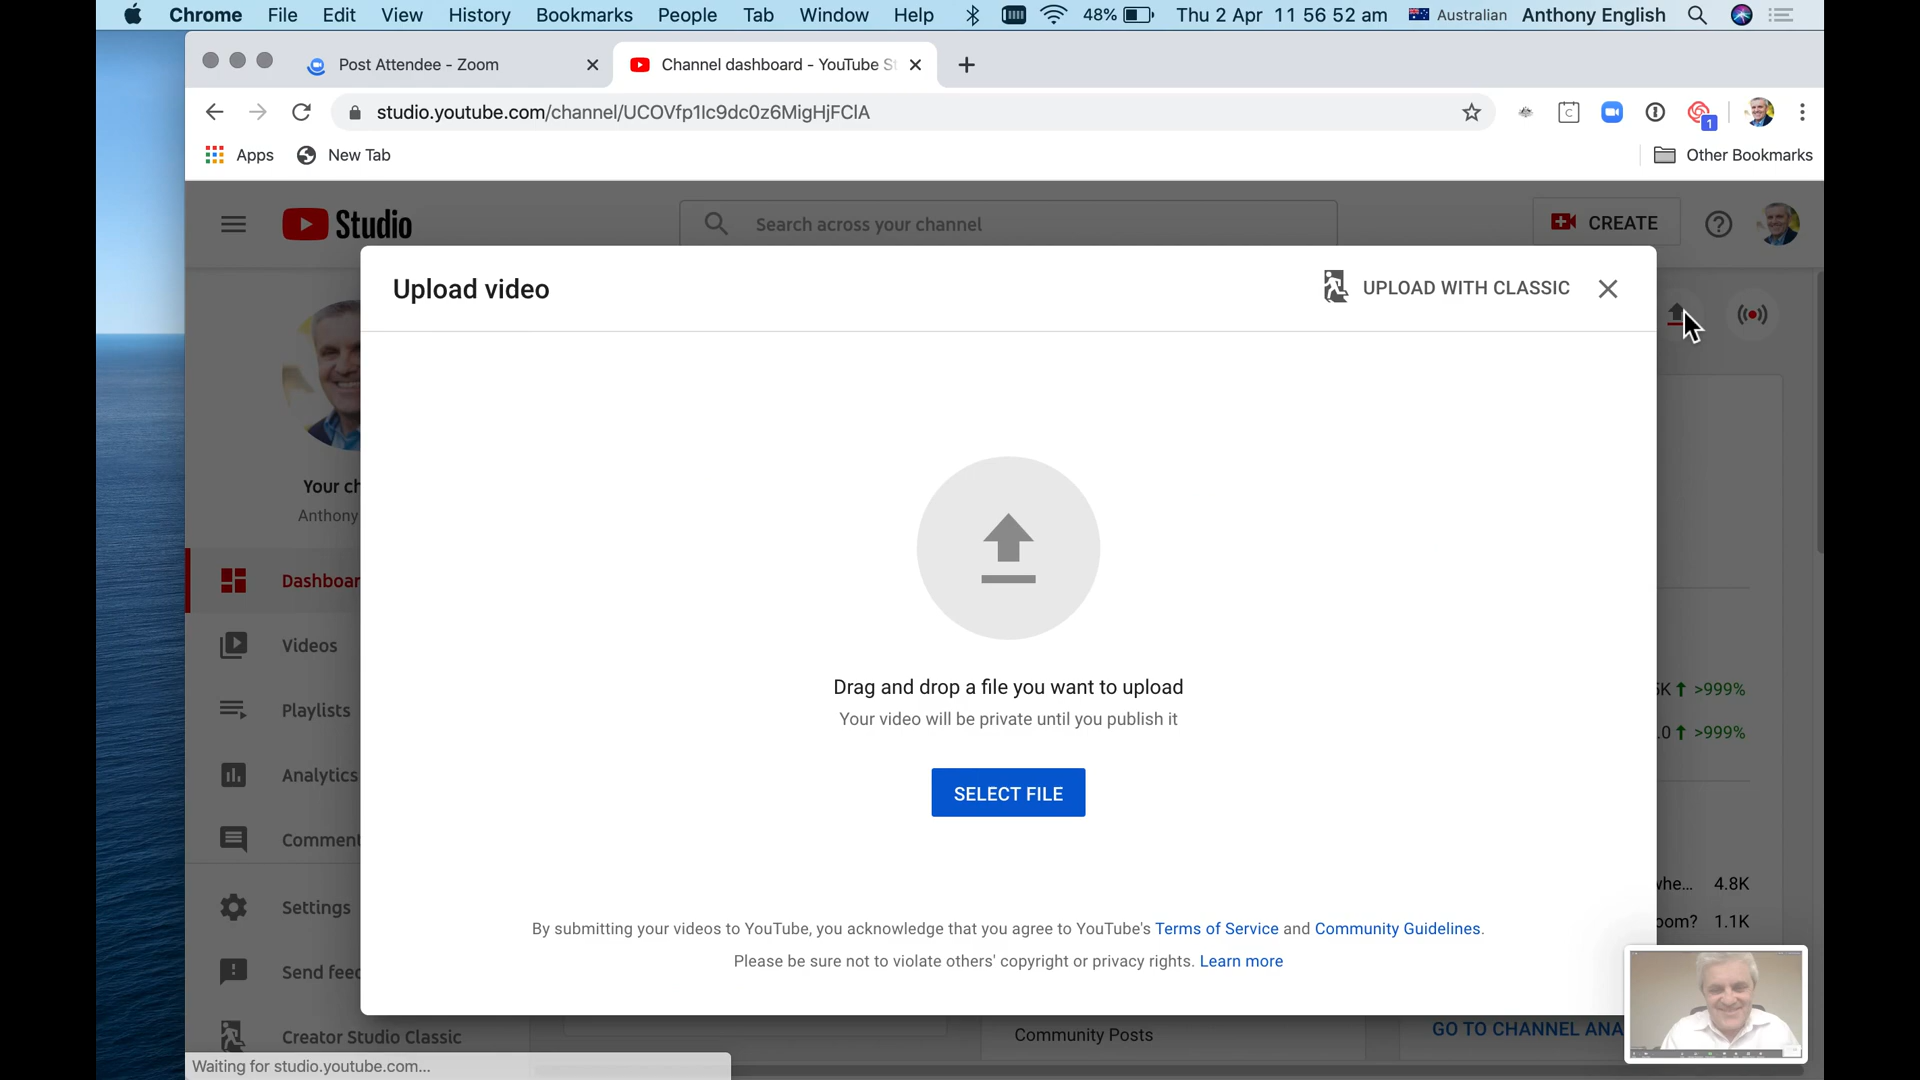 Chrome File Edit View History Bookmarks People Tab Window Help 48% Thu 2 Apr 11 56 52 am Australian Anthony English
Post Attendee - Zoom
Channel dashboard - YouTube S
studio.youtube.com/channel/UCOVfp1Ic9dc0z6MigHjFClA
1
Apps New Tab Other Bookmarks
Studio
Search across your channel
CREATE
Upload video
UPLOAD WITH CLASSIC
Your ch
Anthony
Dashboar
Videos
Playlists
Analytics
Comment
Settings
Send feed
Creator Studio Classic
Drag and drop a file you want to upload
Your video will be private until you publish it
SELECT FILE
By submitting your videos to YouTube, you acknowledge that you agree to YouTube's Terms of Service and Community Guidelines.
Please be sure not to violate others' copyright or privacy rights. Learn more
K >999%
.0 >999%
whe... 4.8K
oom? 1.1K
Community Posts
GO TO CHANNEL ANA
Waiting for studio.youtube.com...